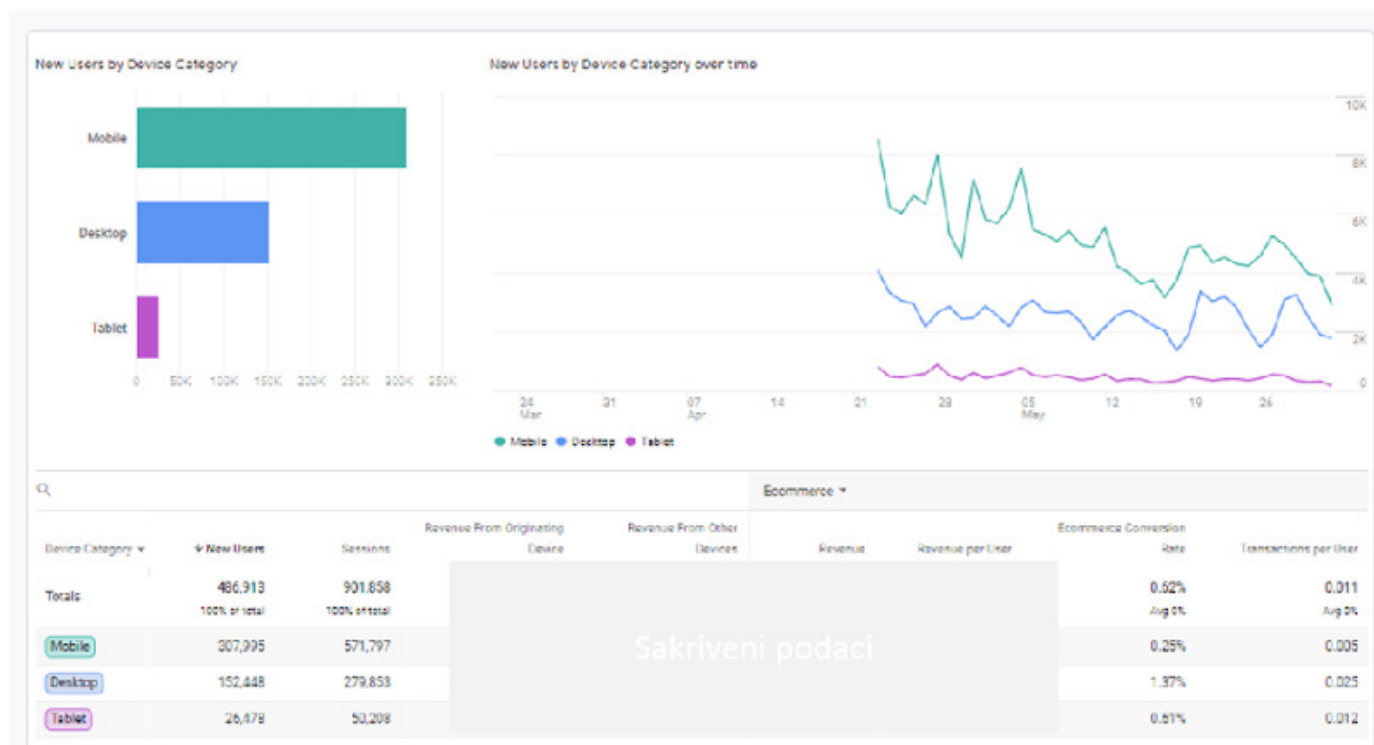 New Users by Device Category
New Users by Device Category over time
Mobile
Desktop
Tablet
0 50K 100K 150K 200K 250K 300K 350K
10K
8K
6K
4K
2K
0
24 31 07 14 21 28 05 12 19 26
Mar Apr May
Mobile Desktop Tablet
Ecommerce
Revenue From Originating Revenue From Other Ecommerce Conversion
Device Category New Users Sessions Device Devices Revenue Revenue per User Rate Transactions per User
Totals 486,913 901,858 0.62% 0.011
100% of total 100% of total Avg 0% Avg 0%
Mobile 307,995 571,797 0.25% 0.005
Sakriveni podaci
Desktop 152,448 279,853 1.37% 0.025
Tablet 26,478 50,208 0.61% 0.012